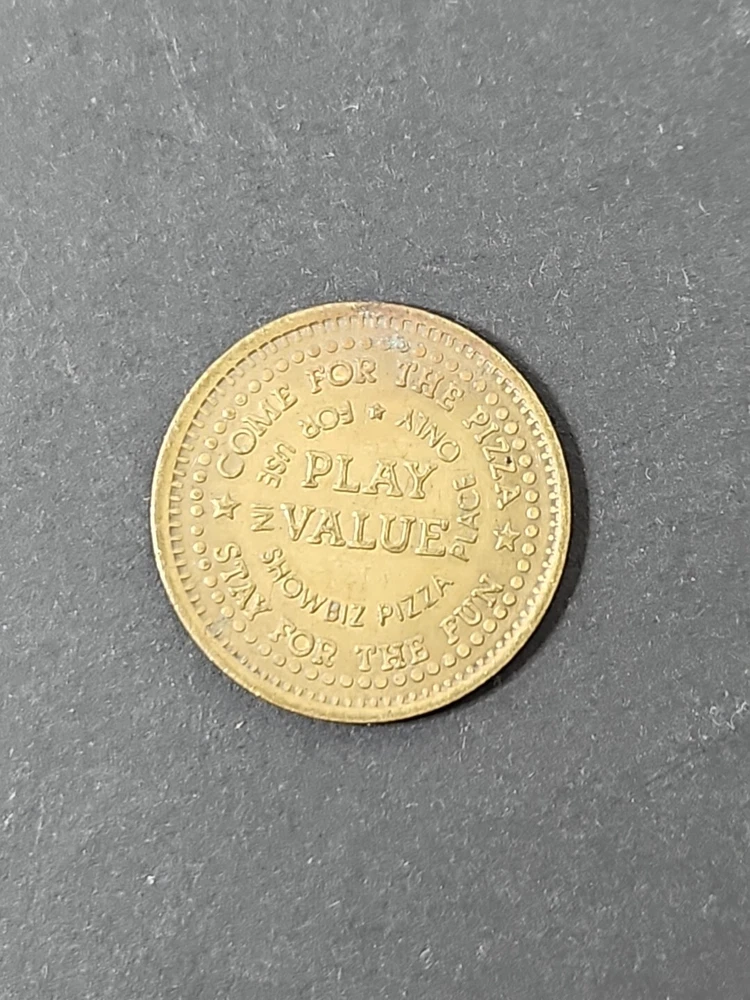 ★ COME FOR THE PIZZA ★
STAY FOR THE FUN
★ FOR USE IN SHOWBIZ PIZZA PLACE ONLY
PLAY
VALUE